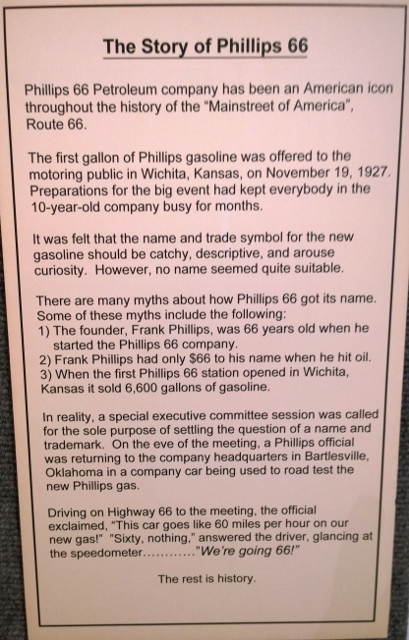 The Story of Phillips 66
Phillips 66 Petroleum company has been an American icon
throughout the history of the "Mainstreet of America",
Route 66.
The first gallon of Phillips gasoline was offered to the
motoring public in Wichita, Kansas, on November 19, 1927.
Preparations for the big event had kept everybody in the
10-year-old company busy for months.
It was felt that the name and trade symbol for the new
gasoline should be catchy, descriptive, and arouse
curiosity. However, no name seemed quite suitable.
There are many myths about how Phillips 66 got its name.
Some of these myths include the following:
1) The founder, Frank Phillips, was 66 years old when he
started the Phillips 66 company.
2) Frank Phillips had only $66 to his name when he hit oil.
3) When the first Phillips 66 station opened in Wichita,
Kansas it sold 6,600 gallons of gasoline.
In reality, a special executive committee session was called
for the sole purpose of settling the question of a name and
trademark. On the eve of the meeting, a Phillips official
was returning to the company headquarters in Bartlesville,
Oklahoma in a company car being used to road test the
new Phillips gas.
Driving on Highway 66 to the meeting, the official
exclaimed, "This car goes like 60 miles per hour on our
new gas!" "Sixty, nothing," answered the driver, glancing at
the speedometer............"We're going 66!"
The rest is history.